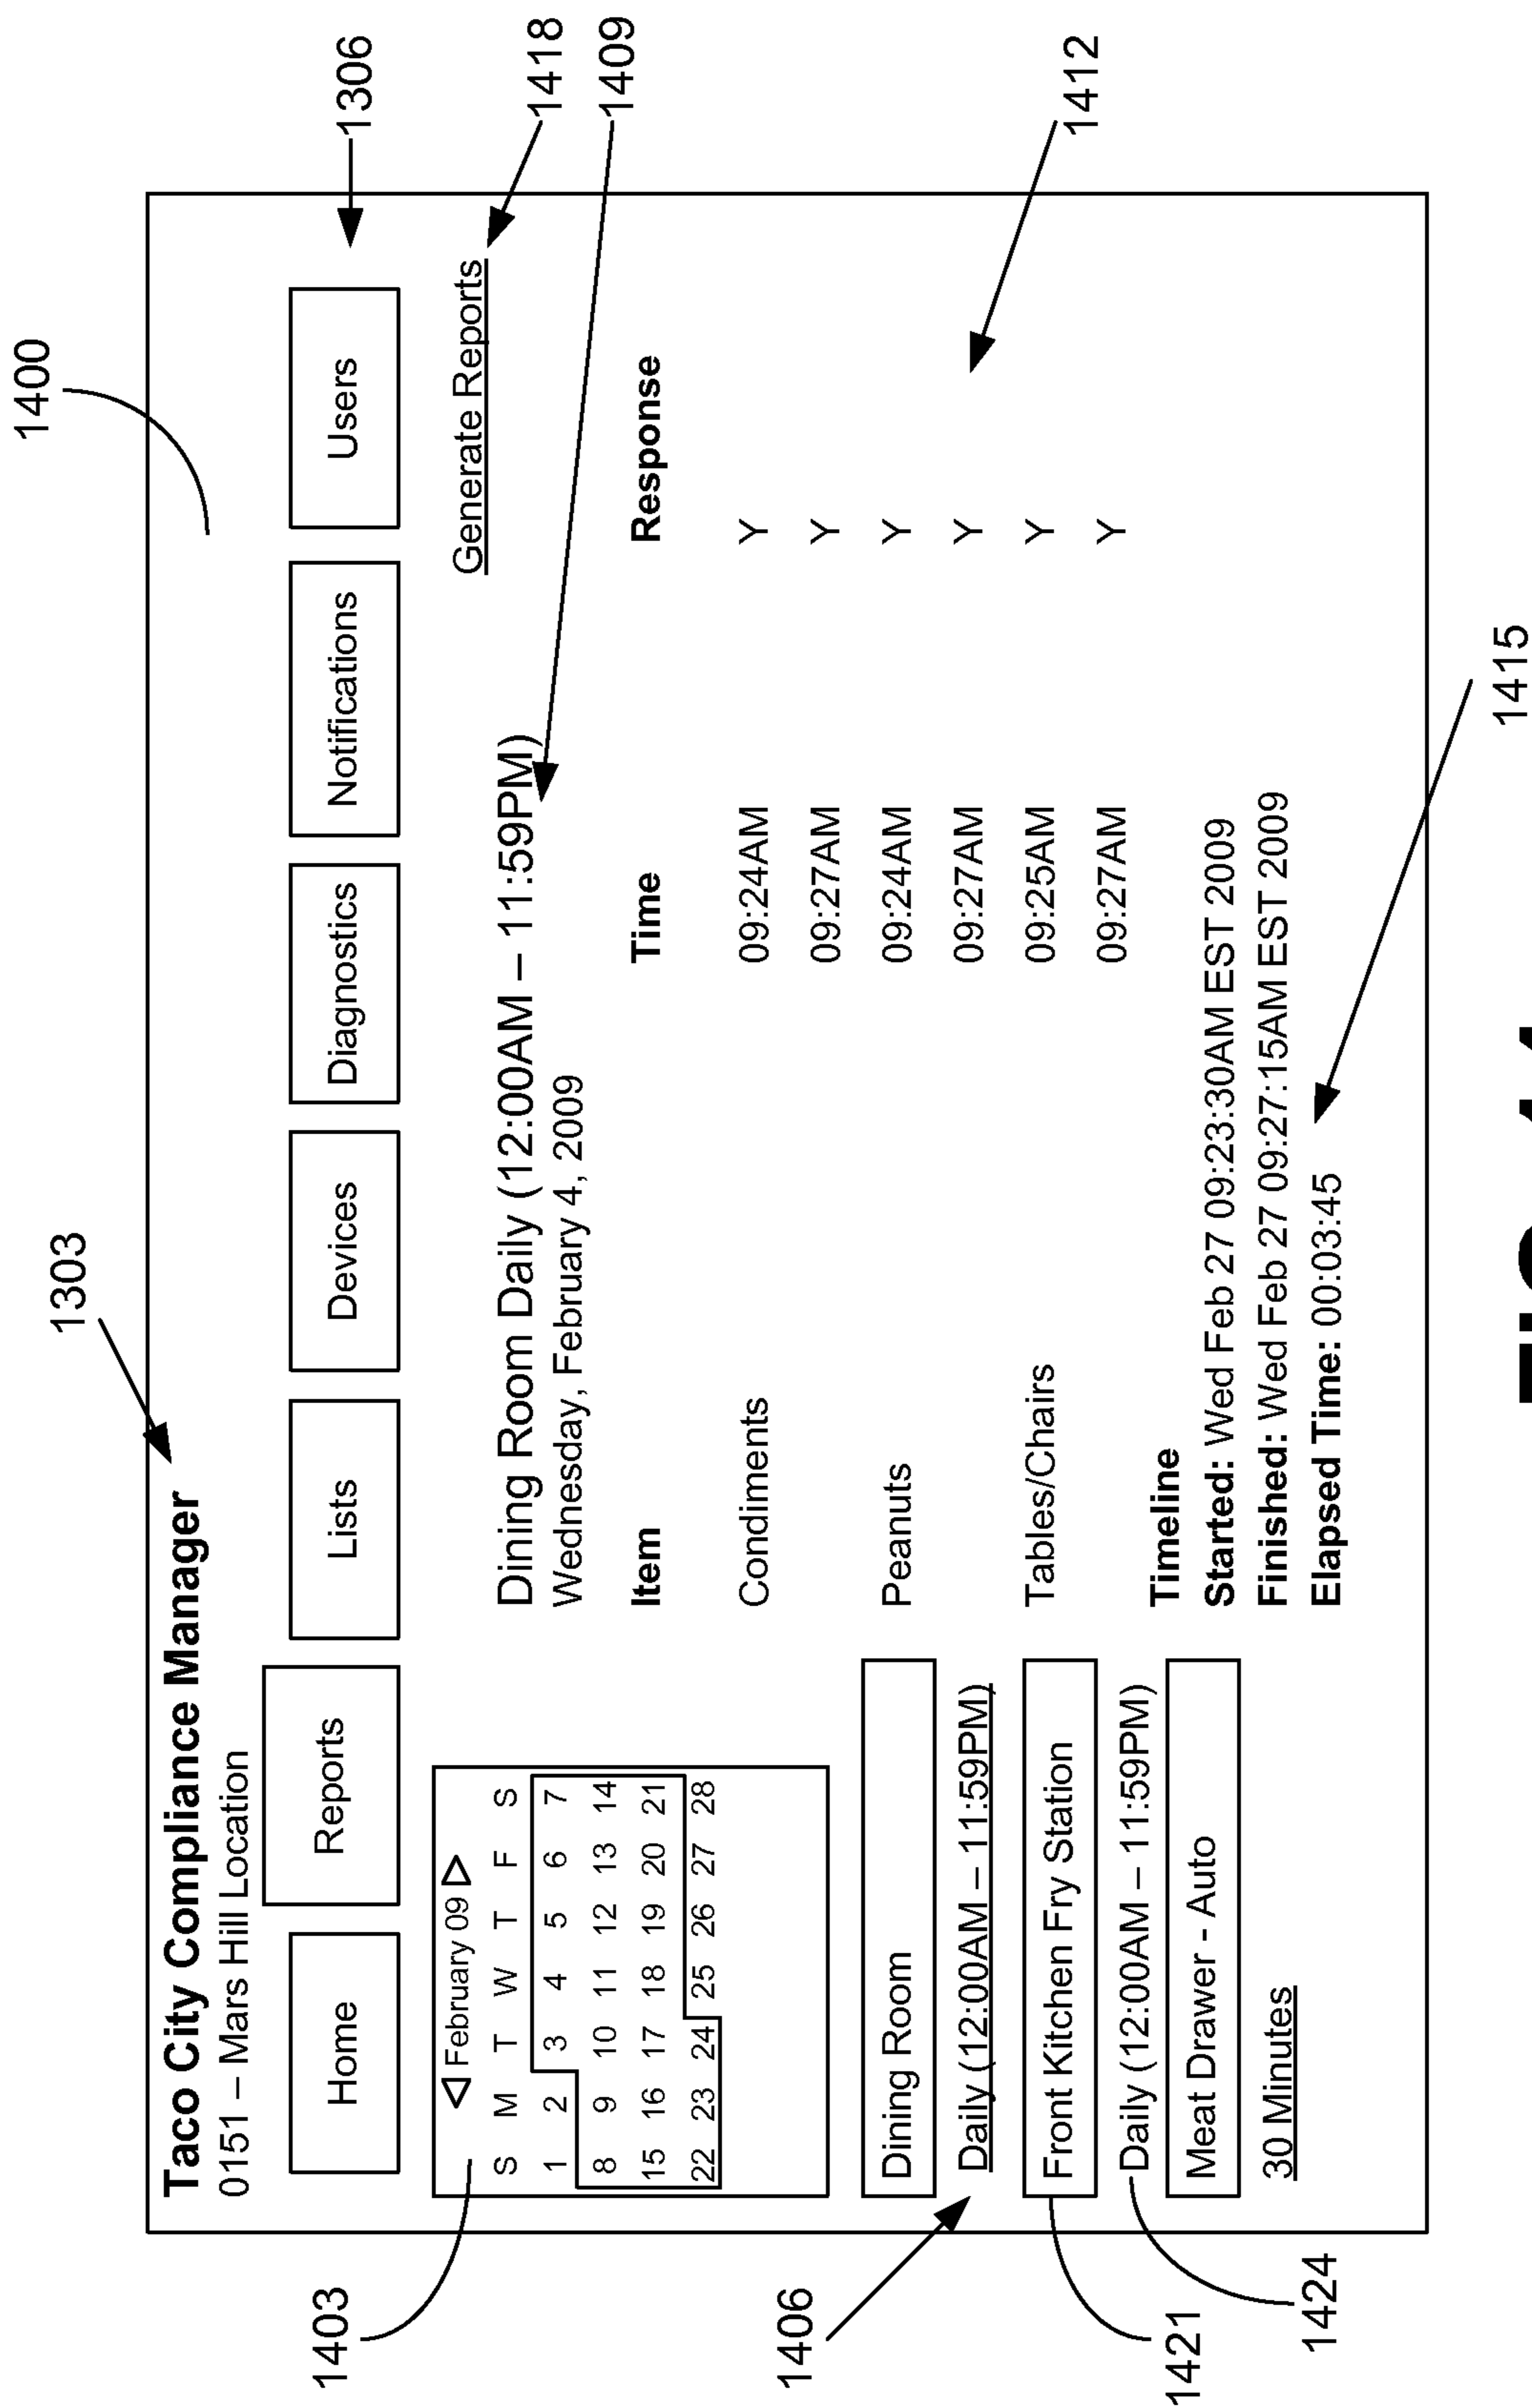 1400
1303
Taco City Compliance Manager
0151 – Mars Hill Location
1306
Home
Reports
Lists
Devices
Diagnostics
Notifications
Users
1403
February 09
S M T W T F S
1 2 3 4 5 6 7
8 9 10 11 12 13 14
15 16 17 18 19 20 21
22 23 24 25 26 27 28
Generate Reports
1418
Dining Room Daily (12:00AM – 11:59PM)
Wednesday, February 4, 2009
1409
Item Time Response
Condiments 09:24AM Y
09:27AM Y
Peanuts 09:24AM Y
09:27AM Y
Tables/Chairs 09:25AM Y
09:27AM Y
1412
1406
Dining Room
Daily (12:00AM – 11:59PM)
1421
Front Kitchen Fry Station
1424
Daily (12:00AM – 11:59PM)
Meat Drawer - Auto
30 Minutes
Timeline
Started: Wed Feb 27 09:23:30AM EST 2009
Finished: Wed Feb 27 09:27:15AM EST 2009
Elapsed Time: 00:03:45
1415